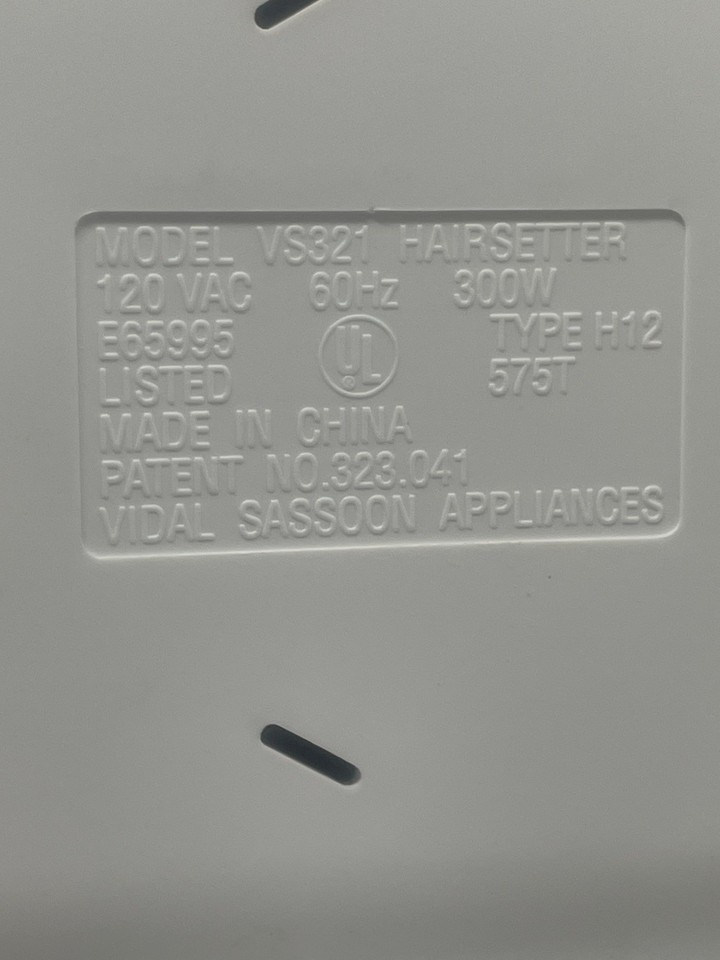 MODEL VS321 HAIRSETTER
120 VAC 60Hz 300W
E65995 UL® TYPE H12
LISTED 575T
MADE IN CHINA
PATENT NO.323.041
VIDAL SASSOON APPLIANCES